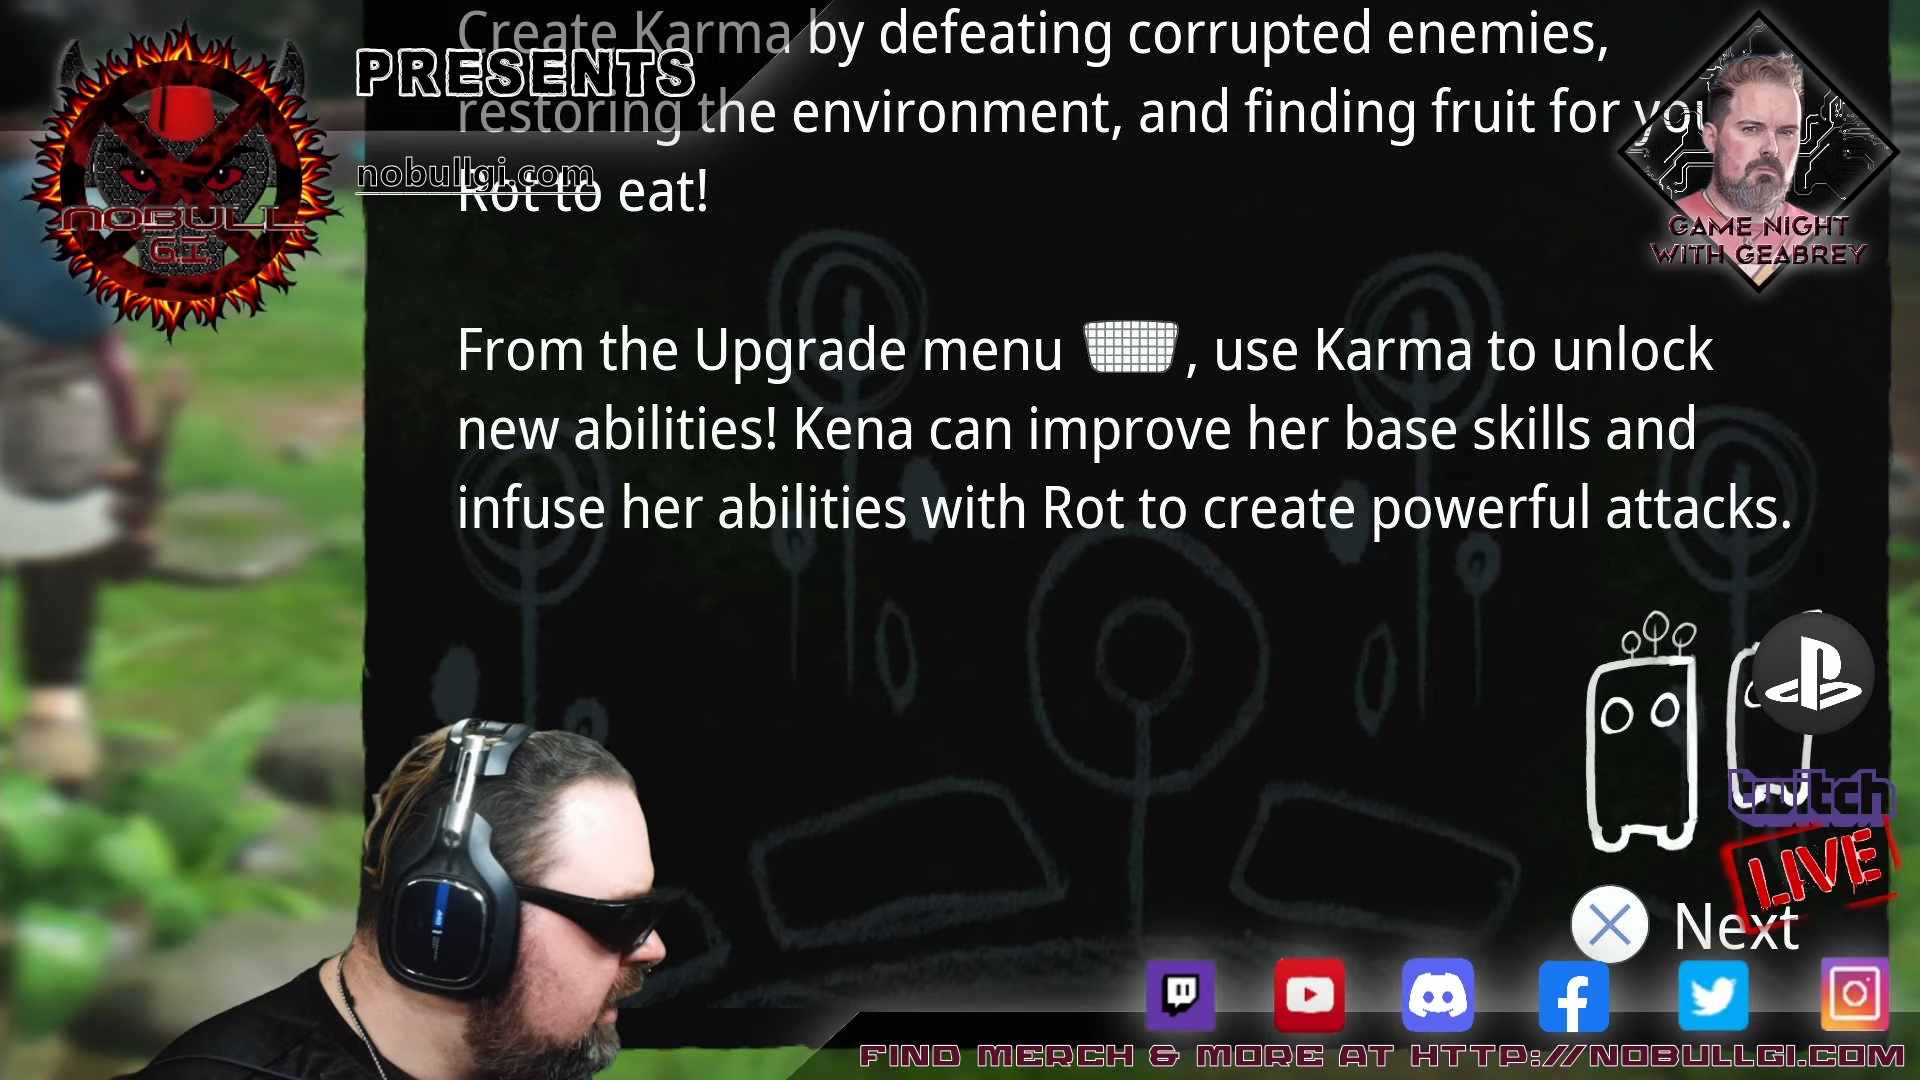 Create Karma by defeating corrupted enemies,
PRESENTS
restoring the environment, and finding fruit for you
nobullgi.com
Rot to eat!
NOBULL
GI
GAME NIGHT
WITH GEABREY
From the Upgrade menu , use Karma to unlock
new abilities! Kena can improve her base skills and
infuse her abilities with Rot to create powerful attacks.
twitch
LIVE
Next
FIND MERCH & MORE AT HTTP://NOBULLGI.COM